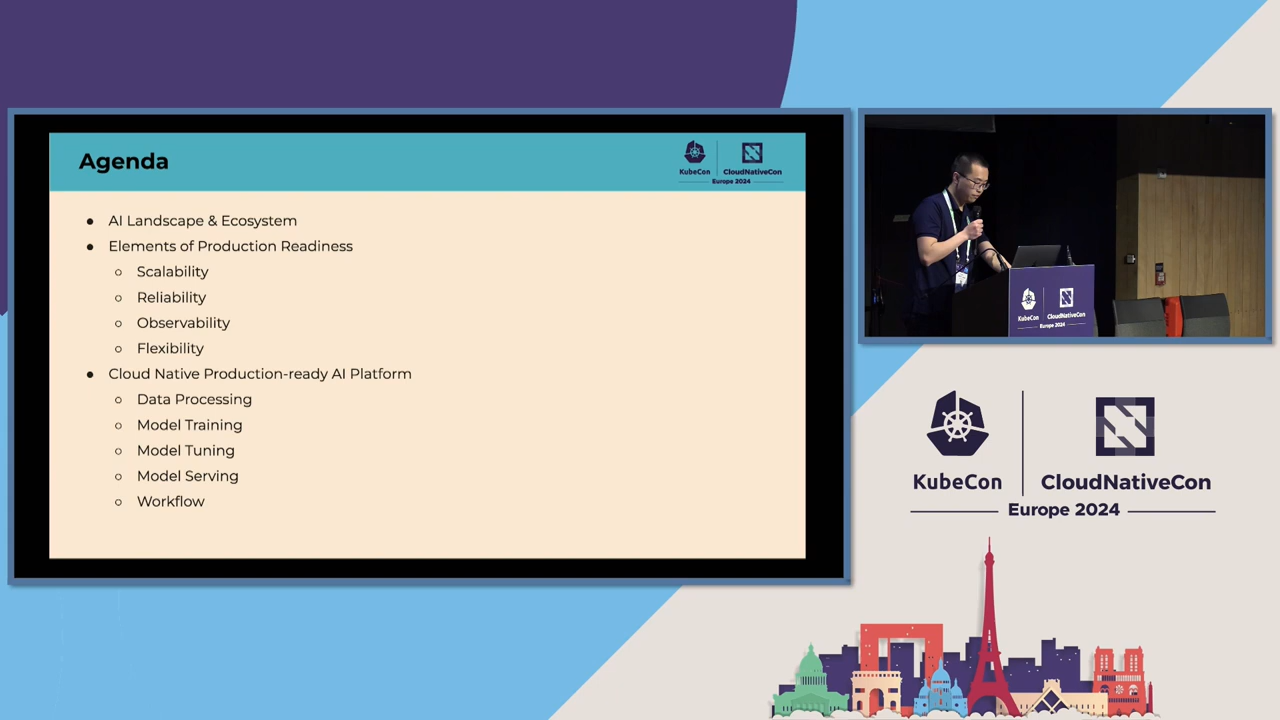 Agenda
KubeCon
CloudNativeCon
Europe 2024
AI Landscape & Ecosystem
Elements of Production Readiness
Scalability
Reliability
Observability
Flexibility
Cloud Native Production-ready AI Platform
Data Processing
Model Training
Model Tuning
Model Serving
Workflow
KubeCon
CloudNativeCon
Europe 2024
KubeCon
CloudNativeCon
Europe 2024